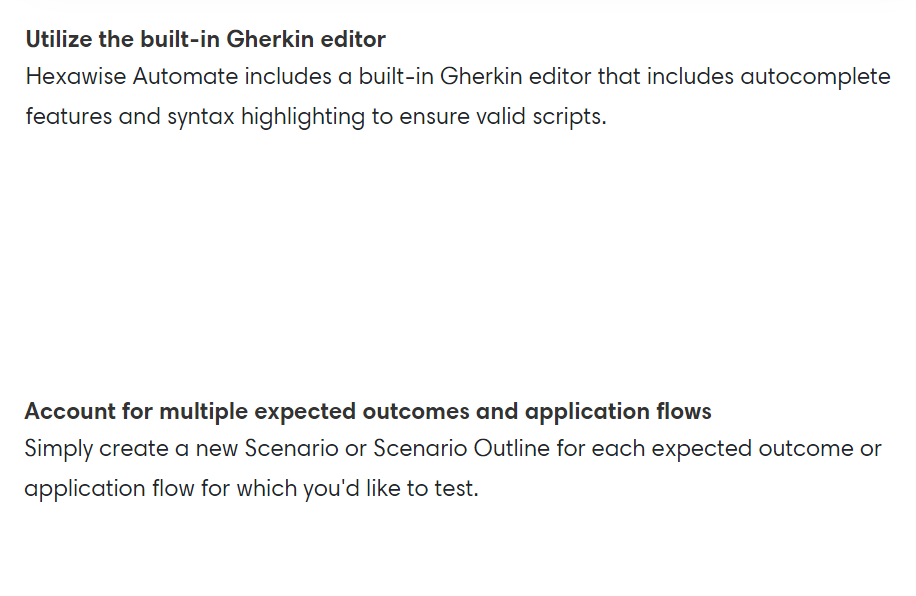 Utilize the built-in Gherkin editor
Hexawise Automate includes a built-in Gherkin editor that includes autocomplete
features and syntax highlighting to ensure valid scripts.
Account for multiple expected outcomes and application flows
Simply create a new Scenario or Scenario Outline for each expected outcome or
application flow for which you'd like to test.